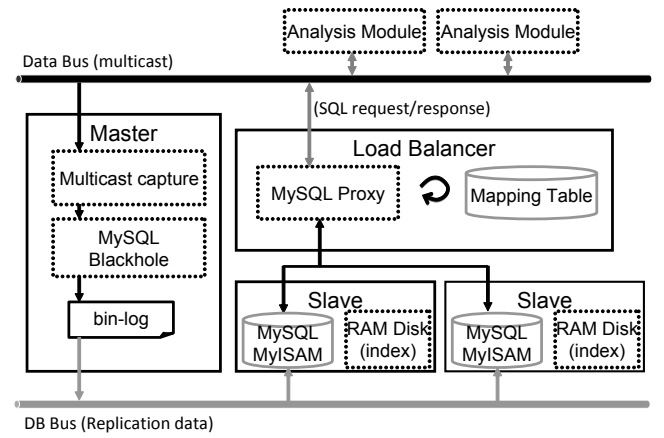 Analysis Module
Analysis Module
Data Bus (multicast)
(SQL request/response)
Master
Multicast capture
MySQL
Blackhole
bin-log
Load Balancer
MySQL Proxy
Mapping Table
Slave
MySQL
MyISAM
RAM Disk
(index)
Slave
MySQL
MyISAM
RAM Disk
(index)
DB Bus (Replication data)